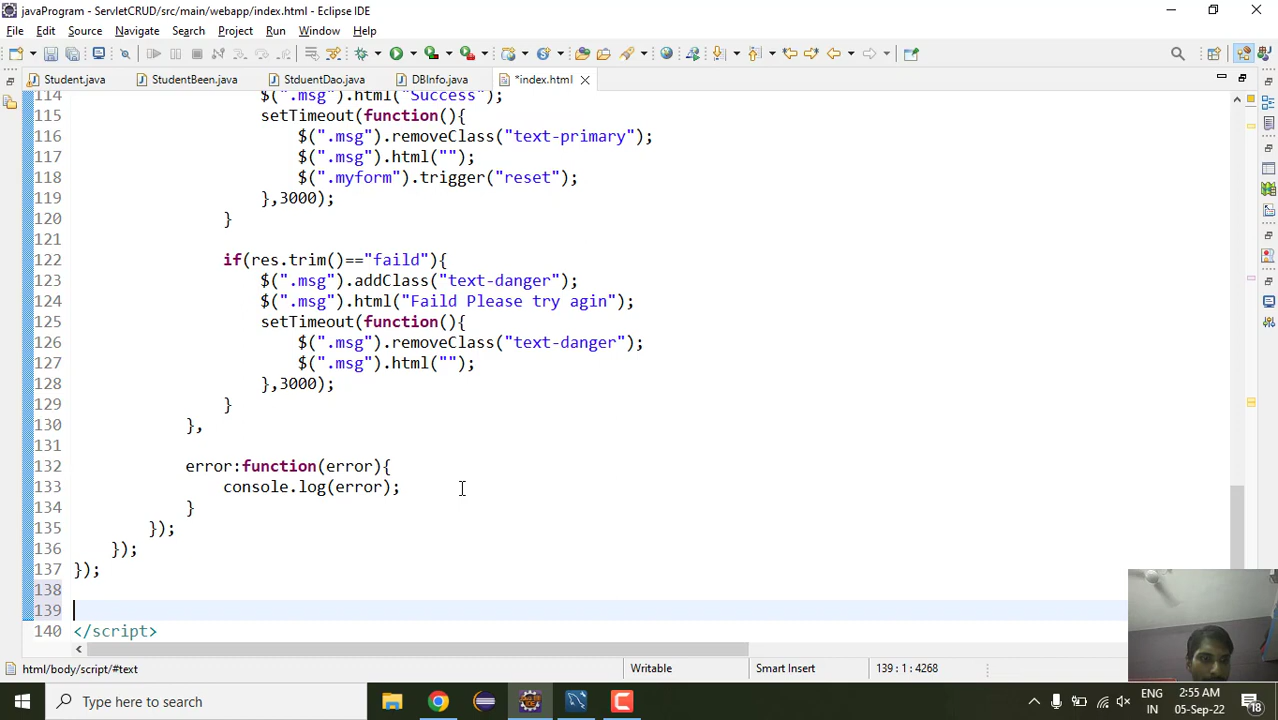 javaProgram - ServletCRUD/src/main/webapp/index.html - Eclipse IDE
File Edit Source Refactor Navigate Search Project Run Window Help
Student.java StudentBeen.java StduentDao.java DBInfo.java *index.html
114 $(".msg").html("Success");
115 setTimeout(function(){
116 $(".msg").removeClass("text-primary");
117 $(".msg").html("");
118 $(".myform").trigger("reset");
119 },3000);
120 }
121
122 if(res.trim()=="faild"){
123 $(".msg").addClass("text-danger");
124 $(".msg").html("Faild Please try agin");
125 setTimeout(function(){
126 $(".msg").removeClass("text-danger");
127 $(".msg").html("");
128 },3000);
129 }
130 },
131
132 error:function(error){
133 console.log(error);
134 }
135 });
136 });
137 });
138
139
140 </script>
html/body/script/#text Writable Smart Insert 139 : 1 : 4268
Type here to search
ENG 2:55 AM
IN 05-Sep-22 18